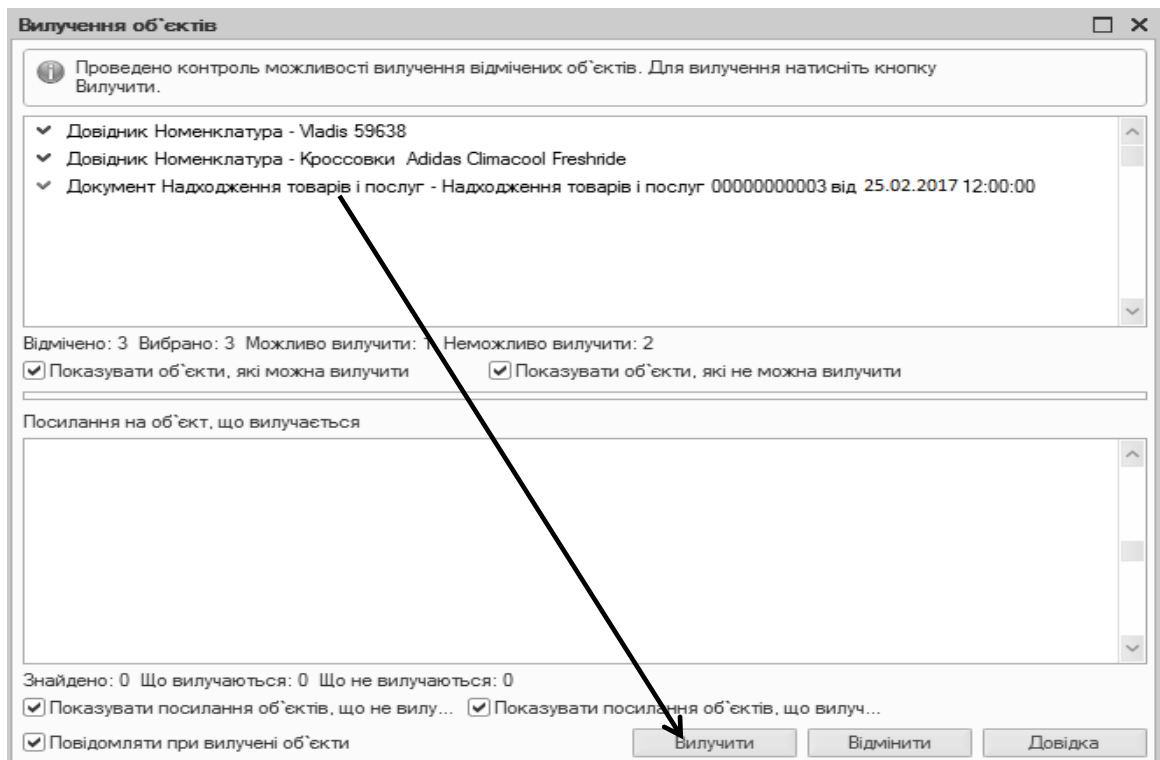 Вилучення об`єктів
Проведено контроль можливості вилучення відмічених об`єктів. Для вилучення натисніть кнопку
Вилучити.
Довідник Номенклатура - Vladis 59638
Довідник Номенклатура - Кроссовки Adidas Climacool Freshride
Документ Надходження товарів і послуг - Надходження товарів і послуг 00000000003 від 25.02.2017 12:00:00
Відмічено: 3 Вибрано: 3 Можливо вилучити: 1 Неможливо вилучити: 2
Показувати об`єкти, які можна вилучити Показувати об`єкти, які не можна вилучити
Посилання на об`єкт, що вилучається
Знайдено: 0 Що вилучаються: 0 Що не вилучаються: 0
Показувати посилання об`єктів, що не вилу... Показувати посилання об`єктів, що вилуч...
Повідомляти при вилучені об`єкти Вилучити Відмінити Довідка